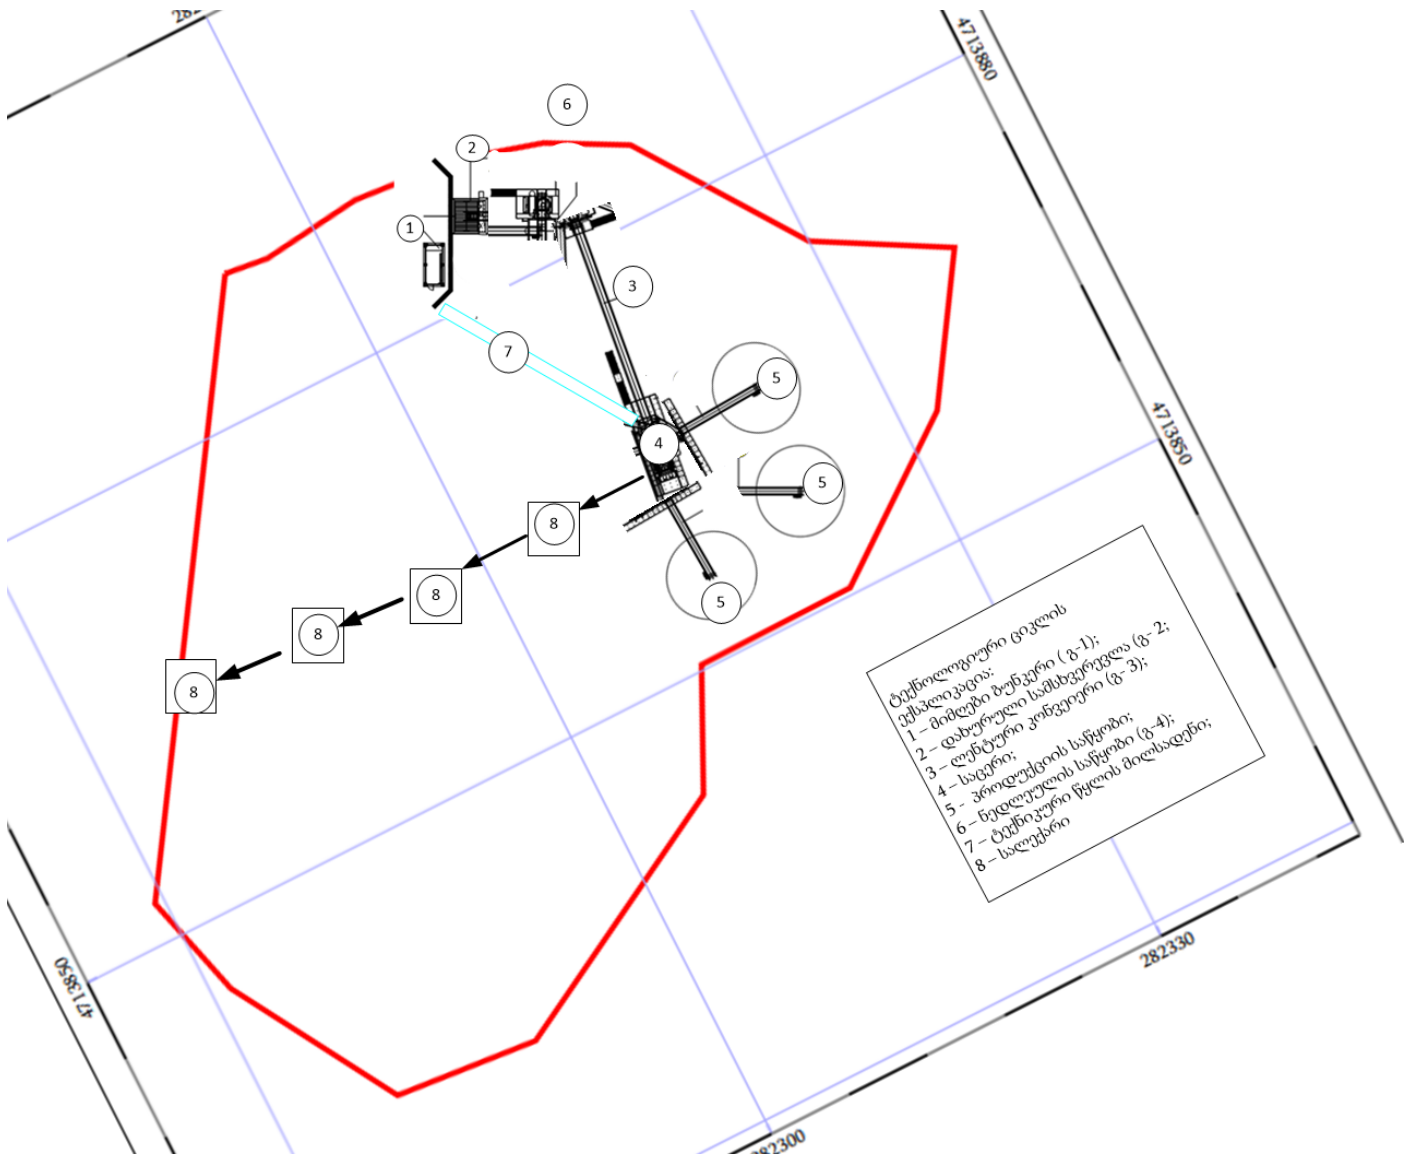 282
4713880
6
2
1
3
7
5
4
4713850
5
8
8
5
8
8
ტექნოლოგიური ციკლის
ექსპლიკაცია:
1 – მიმღები ბუნკერი ( გ-1);
2 – დახურული სამსხვრევლა (გ- 2;
3 – ლენტური კონვეიერი (გ- 3);
4 – საცერი;
5 - პროდუქციის საწყობი;
6 – ნედლეულის საწყობი (გ-4);
7 – ტექნიკური წყლის მილსადენი;
8 – სალექარი
4713850
282330
282300